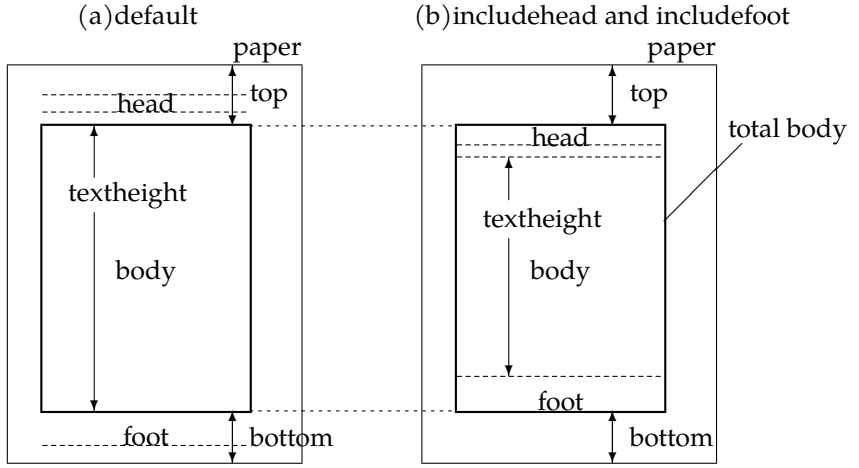 (a)default
paper
top
head
textheight
body
foot
bottom
(b)includehead and includefoot
paper
top
head
total body
textheight
body
foot
bottom